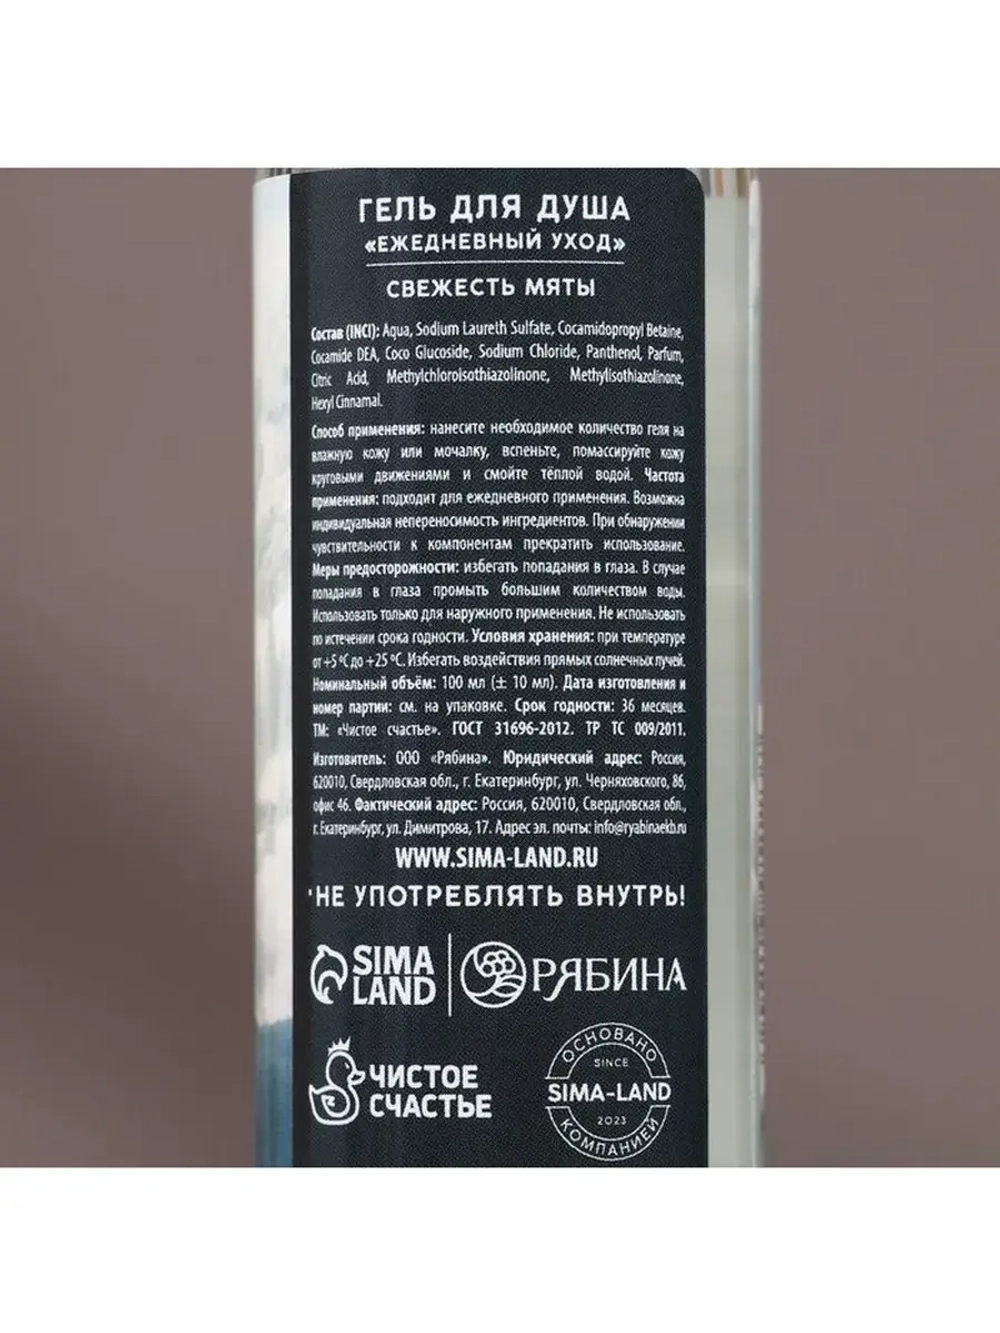 ГЕЛЬ ДЛЯ ДУША
«ЕЖЕДНЕВНЫЙ УХОД»
СВЕЖЕСТЬ МЯТЫ
Состав (INCI): Aqua, Sodium Laureth Sulfate, Cocamidopropyl Betaine,
Cocamide DEA, Coco Glucoside, Sodium Chloride, Panthenol, Parfum,
Citric Acid, Methylchloroisothiazolinone, Methylisothiazolinone,
Hexyl Cinnamal.
Способ применения: нанесите необходимое количество геля на
влажную кожу или мочалку, вспеньте, помассируйте кожу
круговыми движениями и смойте тёплой водой. Частота
применения: подходит для ежедневного применения. Возможна
индивидуальная непереносимость ингредиентов. При обнаружении
чувствительности к компонентам прекратить использование.
Меры предосторожности: избегать попадания в глаза. В случае
попадания в глаза промыть большим количеством воды.
Использовать только для наружного применения. Не использовать
по истечении срока годности. Условия хранения: при температуре
от +5 ºС до +25 ºС. Избегать воздействия прямых солнечных лучей.
Номинальный объём: 100 мл (± 10 мл). Дата изготовления и
номер партии: см. на упаковке. Срок годности: 36 месяцев.
ТМ: «Чистое счастье». ГОСТ 31696-2012. ТР ТС 009/2011.
Изготовитель: ООО «Рябина». Юридический адрес: Россия,
620010, Свердловская обл., г. Екатеринбург, ул. Черняховского, 86,
офис 46. Фактический адрес: Россия, 620010, Свердловская обл.,
г. Екатеринбург, ул. Димитрова, 17. Адрес эл. почты: info@ryabinaekb.ru
WWW.SIMA-LAND.RU
НЕ УПОТРЕБЛЯТЬ ВНУТРЬ!
SIMA
LAND
РЯБИНА
ЧИСТОЕ
СЧАСТЬЕ
ОСНОВАНО
SINCE
SIMA-LAND
2023
КОМПАНИЕЙ